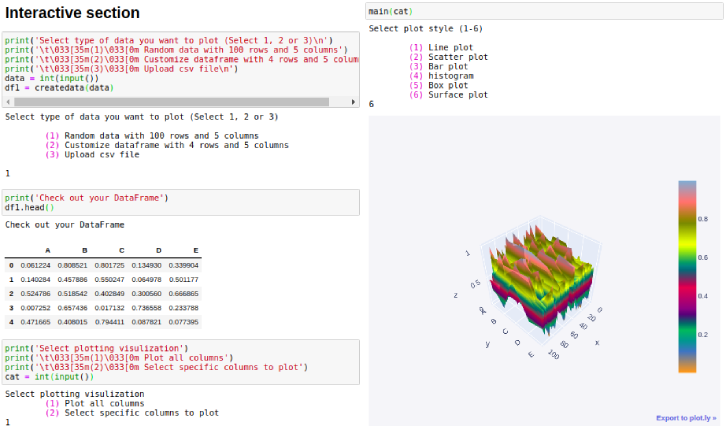 Interactive section
print('Select type of data you want to plot (Select 1, 2 or 3)\n')
print('\t\033[35m(1)\033[0m Random data with 100 rows and 5 columns')
print('\t\033[35m(2)\033[0m Customize dataframe with 4 rows and 5 colum
print('\t\033[35m(3)\033[0m Upload csv file\n')
data = int(input())
df1 = createdata(data)
Select type of data you want to plot (Select 1, 2 or 3)
(1) Random data with 100 rows and 5 columns
(2) Customize dataframe with 4 rows and 5 columns
(3) Upload csv file
1
print('Check out your DataFrame')
df1.head()
Check out your DataFrame
A B C D E
0 0.061224 0.808521 0.801725 0.134930 0.339904
1 0.140284 0.457886 0.550247 0.064978 0.501177
2 0.524786 0.518542 0.402849 0.300560 0.666865
3 0.007252 0.657436 0.017132 0.736558 0.233788
4 0.471665 0.408015 0.794411 0.087821 0.077395
print('Select plotting visulization')
print('\t\033[35m(1)\033[0m Plot all columns')
print('\t\033[35m(2)\033[0m Select specific columns to plot')
cat = int(input())
Select plotting visulization
(1) Plot all columns
(2) Select specific columns to plot
1
main(cat)
Select plot style (1-6)
(1) Line plot
(2) Scatter plot
(3) Bar plot
(4) histogram
(5) Box plot
(6) Surface plot
6
1
0.5
0
z
A
B
C
D
E
y
0
20
40
60
80
100
x
0.8
0.6
0.4
0.2
Export to plot.ly »